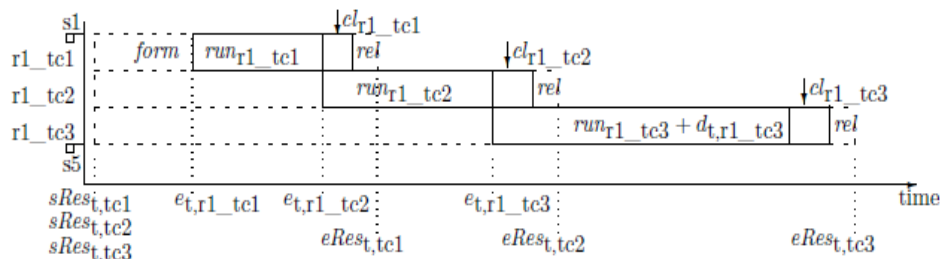 s1
cl r1_tc1
r1_tc1 form run r1_tc1 rel
cl r1_tc2
r1_tc2 run r1_tc2 rel
cl r1_tc3
r1_tc3 run r1_tc3 + d t,r1_tc3 rel
s5
sRes t,tc1 e t,r1_tc1 e t,r1_tc2 e t,r1_tc3 time
sRes t,tc2
eRes t,tc1 eRes t,tc2 eRes t,tc3
sRes t,tc3